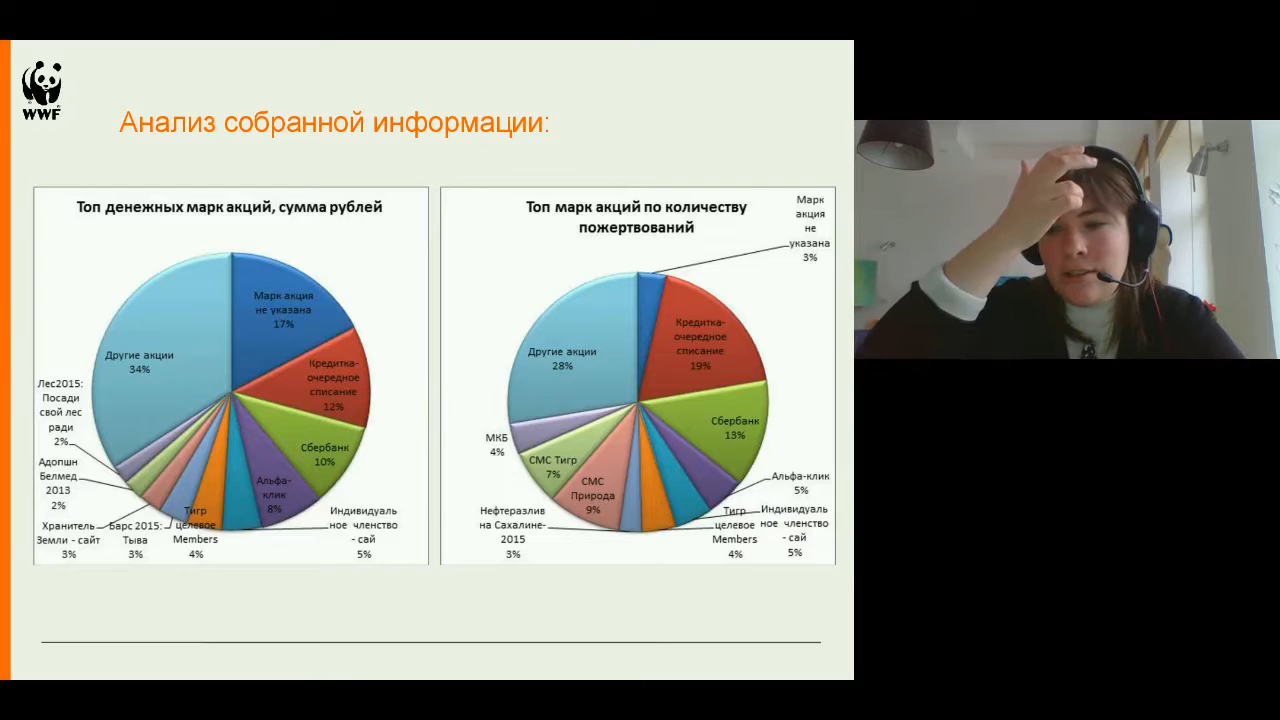 WWF
Анализ собранной информации:
Топ денежных марк акций, сумма рублей
Марк акция
не указана
17%
Кредитка-
очередное
списание
12%
Сбербанк
10%
Альфа-
клик
8%
Индивидуаль
ное членство
- сай
5%
Тигр
целевое
Members
4%
Барс 2015:
Тыва
3%
Хранитель
Земли - сайт
3%
Адопшн
Белмед
2013
2%
Лес2015:
Посади
свой лес
ради
2%
Другие акции
34%
Топ марк акций по количеству
пожертвований
Марк
акция
не
указана
3%
Кредитка-
очередное
списание
19%
Сбербанк
13%
Альфа-клик
5%
Индивидуаль
ное членство
- сай
5%
Тигр
целевое
Members
4%
Нефтеразлив
на Сахалине-
2015
3%
СМС
Природа
9%
СМС Тигр
7%
МКБ
4%
Другие акции
28%